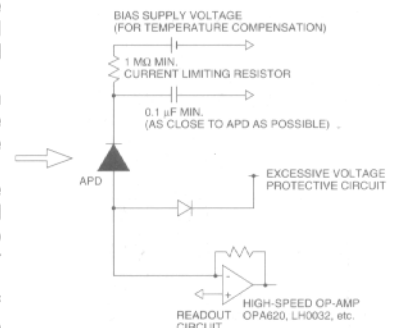 BIAS SUPPLY VOLTAGE
(FOR TEMPERATURE COMPENSATION)
1 MΩ MIN.
CURRENT LIMITING RESISTOR
0.1 µF MIN.
(AS CLOSE TO APD AS POSSIBLE)
APD
EXCESSIVE VOLTAGE
PROTECTIVE CIRCUIT
-
+
READOUT
CIRCUIT
HIGH-SPEED OP-AMP
OPA620, LH0032, etc.